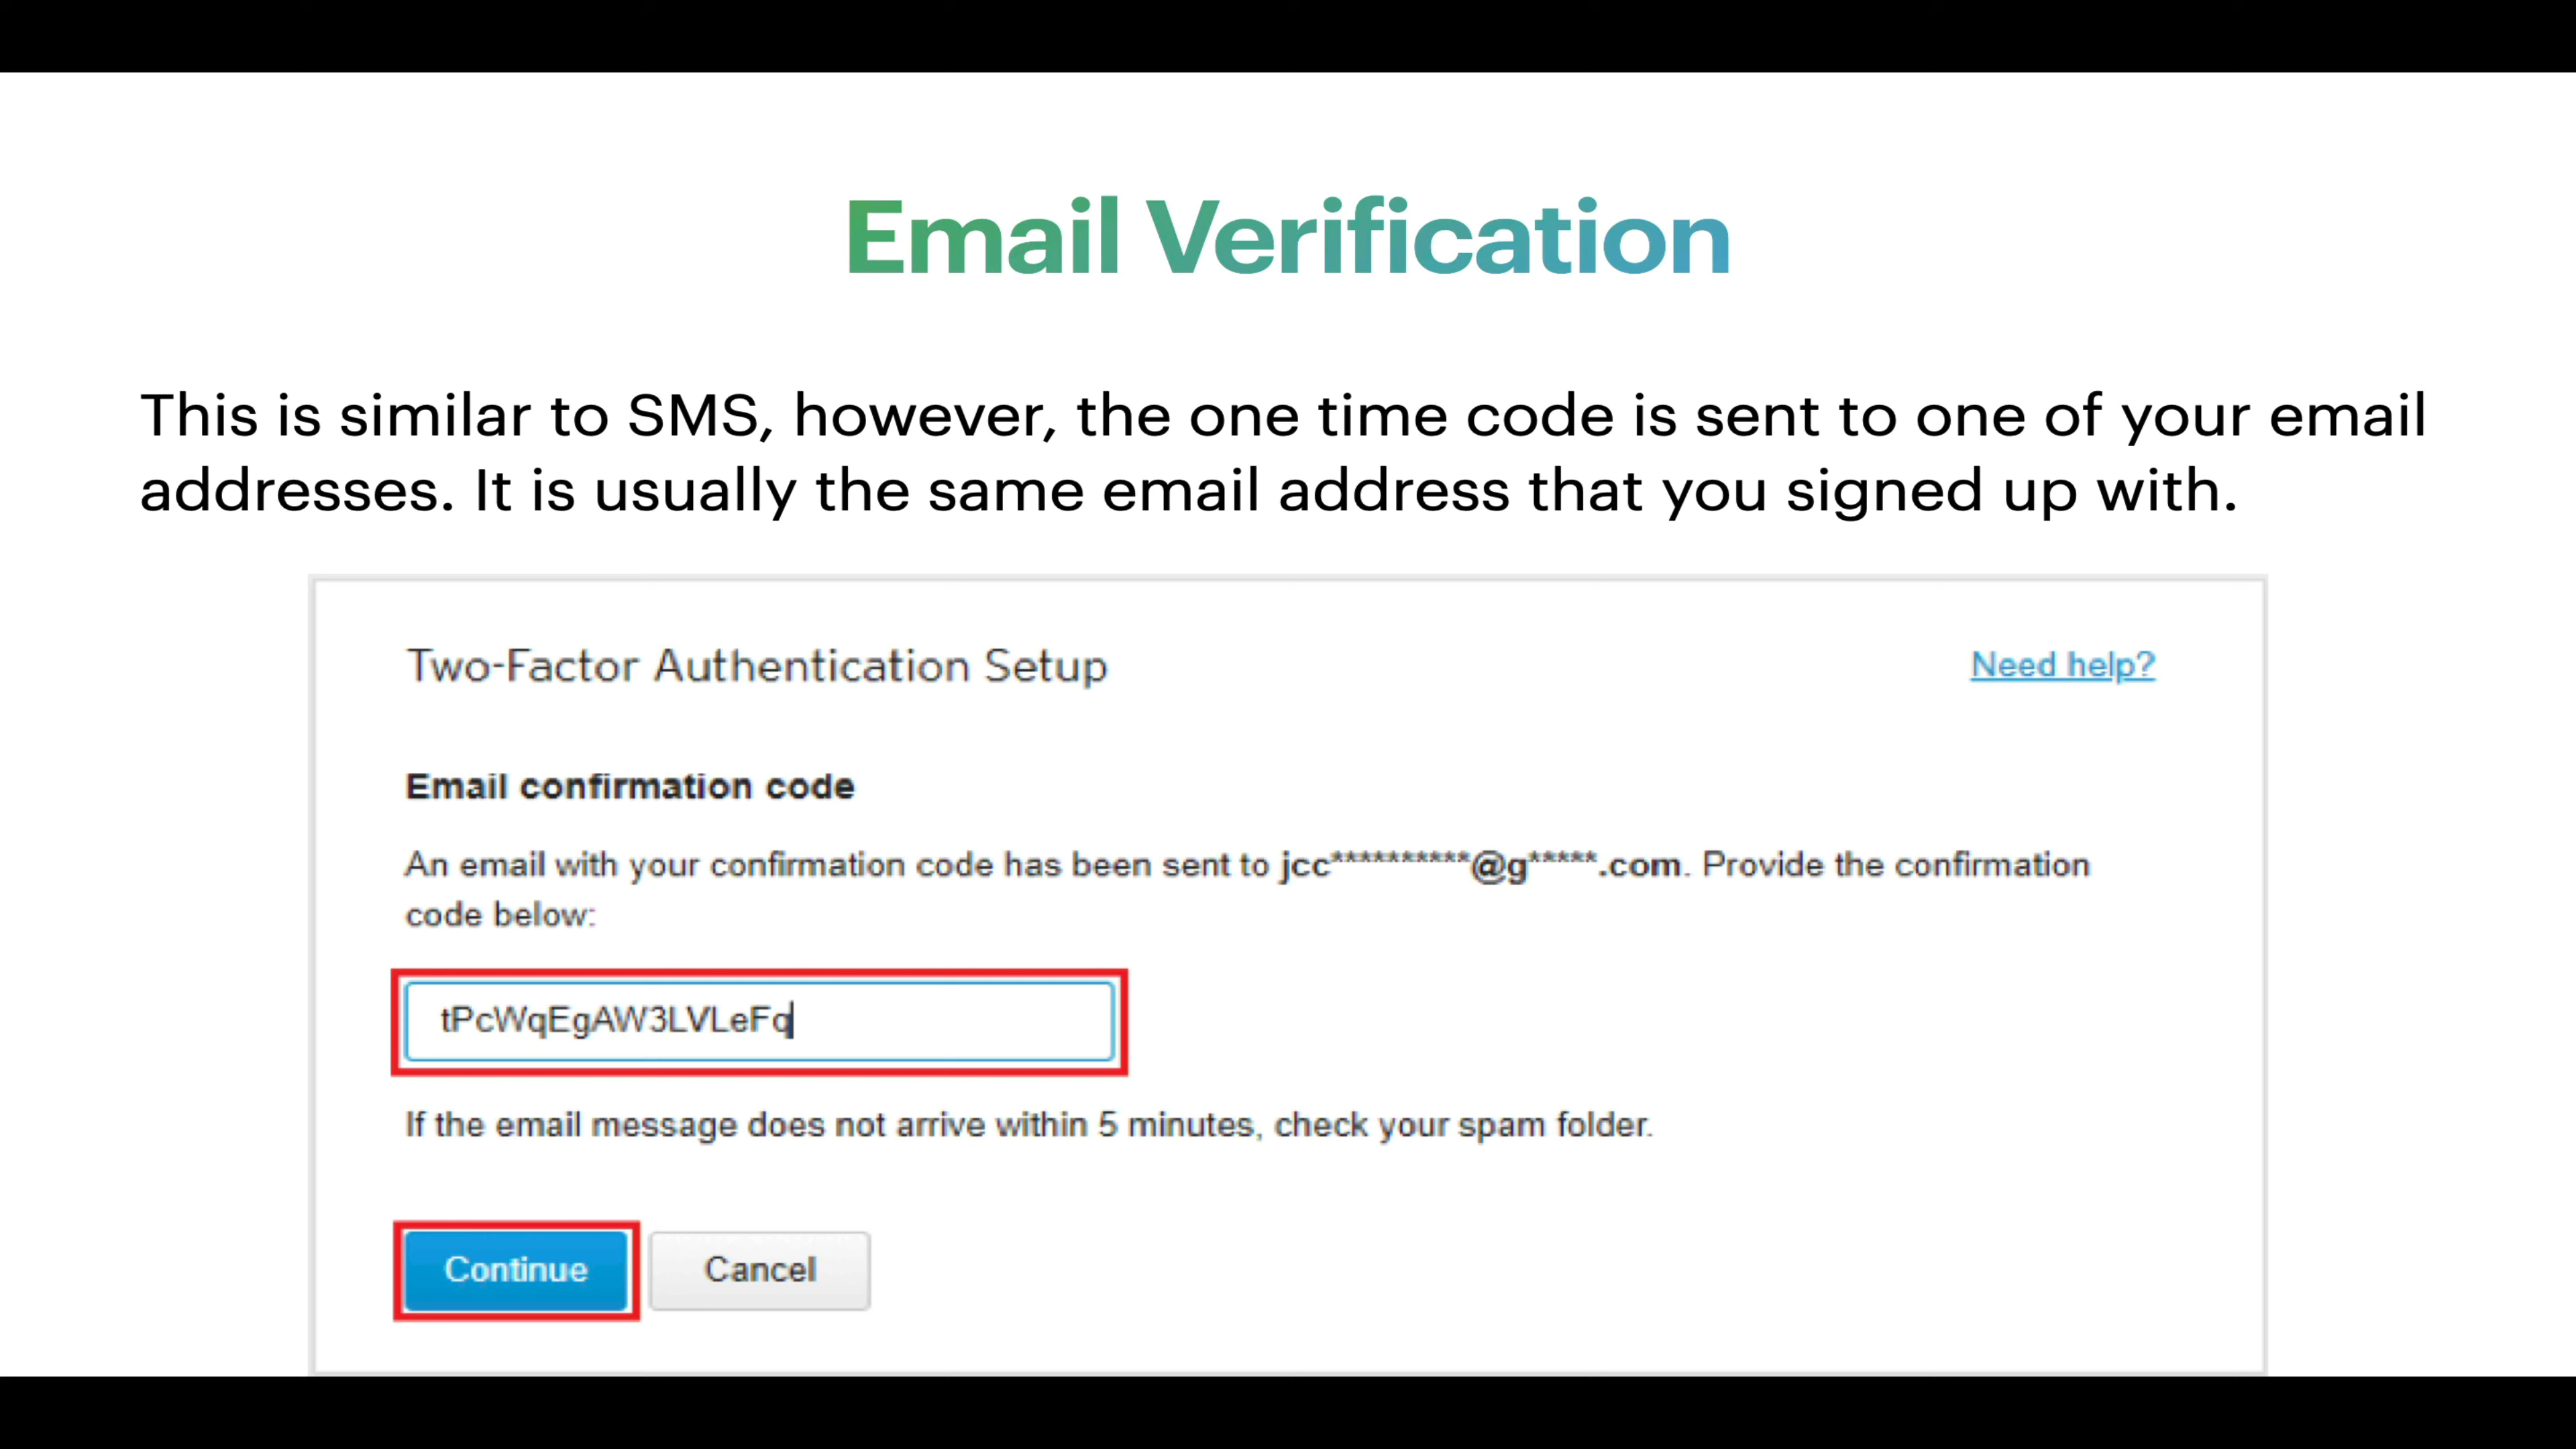 Email Verification
This is similar to SMS, however, the one time code is sent to one of your email
addresses. It is usually the same email address that you signed up with.
Two-Factor Authentication Setup
Need help?
Email confirmation code
An email with your confirmation code has been sent to jcc**********@g*****.com. Provide the confirmation
code below:
tPcWqEgAW3LVLeFq
If the email message does not arrive within 5 minutes, check your spam folder.
Continue
Cancel